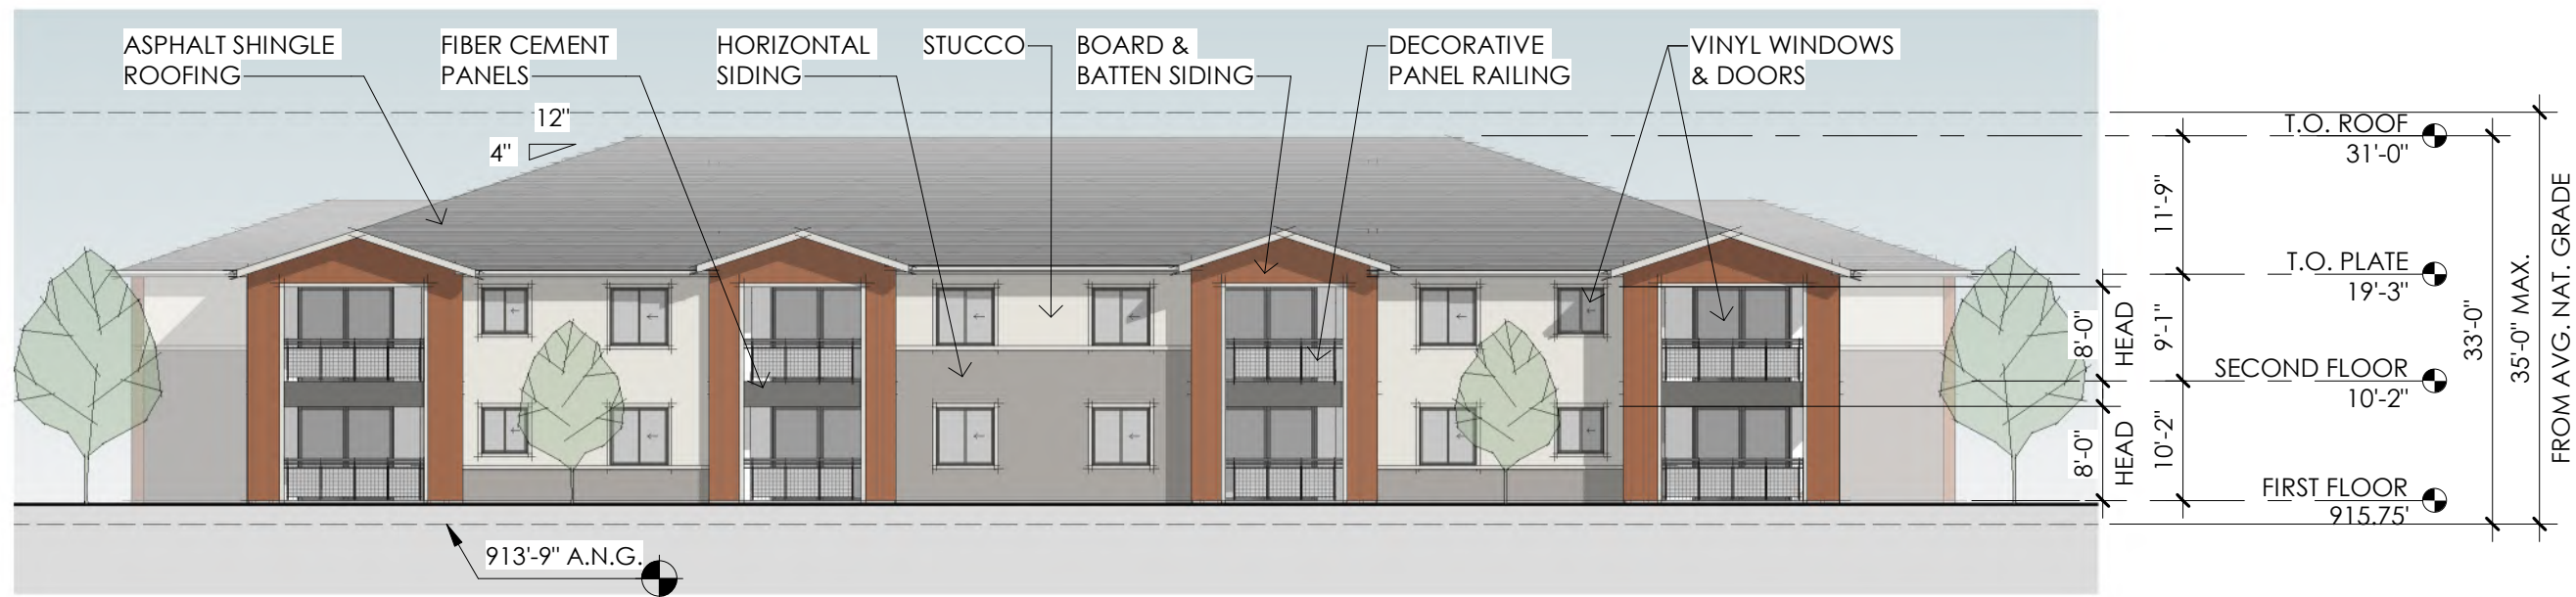 ASPHALT SHINGLE
ROOFING
FIBER CEMENT
PANELS
HORIZONTAL
SIDING
STUCCO
BOARD &
BATTEN SIDING
DECORATIVE
PANEL RAILING
VINYL WINDOWS
& DOORS
12"
4"
T.O. ROOF
31'-0"
11'-9"
T.O. PLATE
19'-3"
8'-0"
HEAD
9'-1"
SECOND FLOOR
10'-2"
8'-0"
HEAD
10'-2"
FIRST FLOOR
915.75'
33'-0"
35'-0" MAX.
FROM AVG. NAT. GRADE
913'-9" A.N.G.